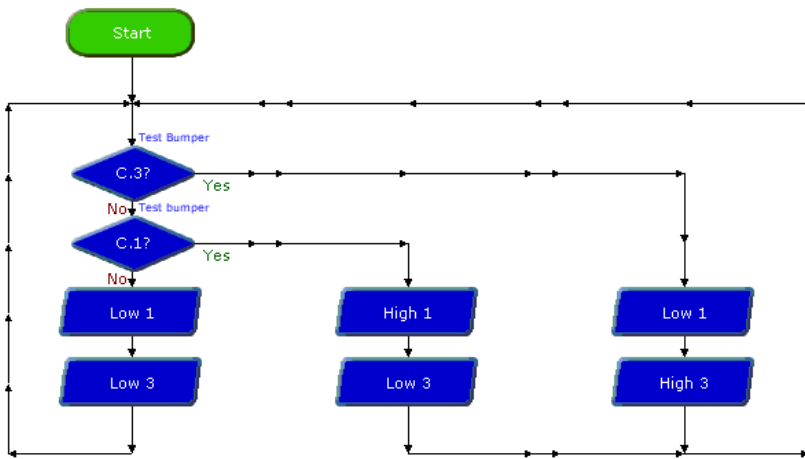 Start
Test Bumper
C.3?
Yes
No
Test bumper
C.1?
Yes
No
Low 1
High 1
Low 1
Low 3
Low 3
High 3